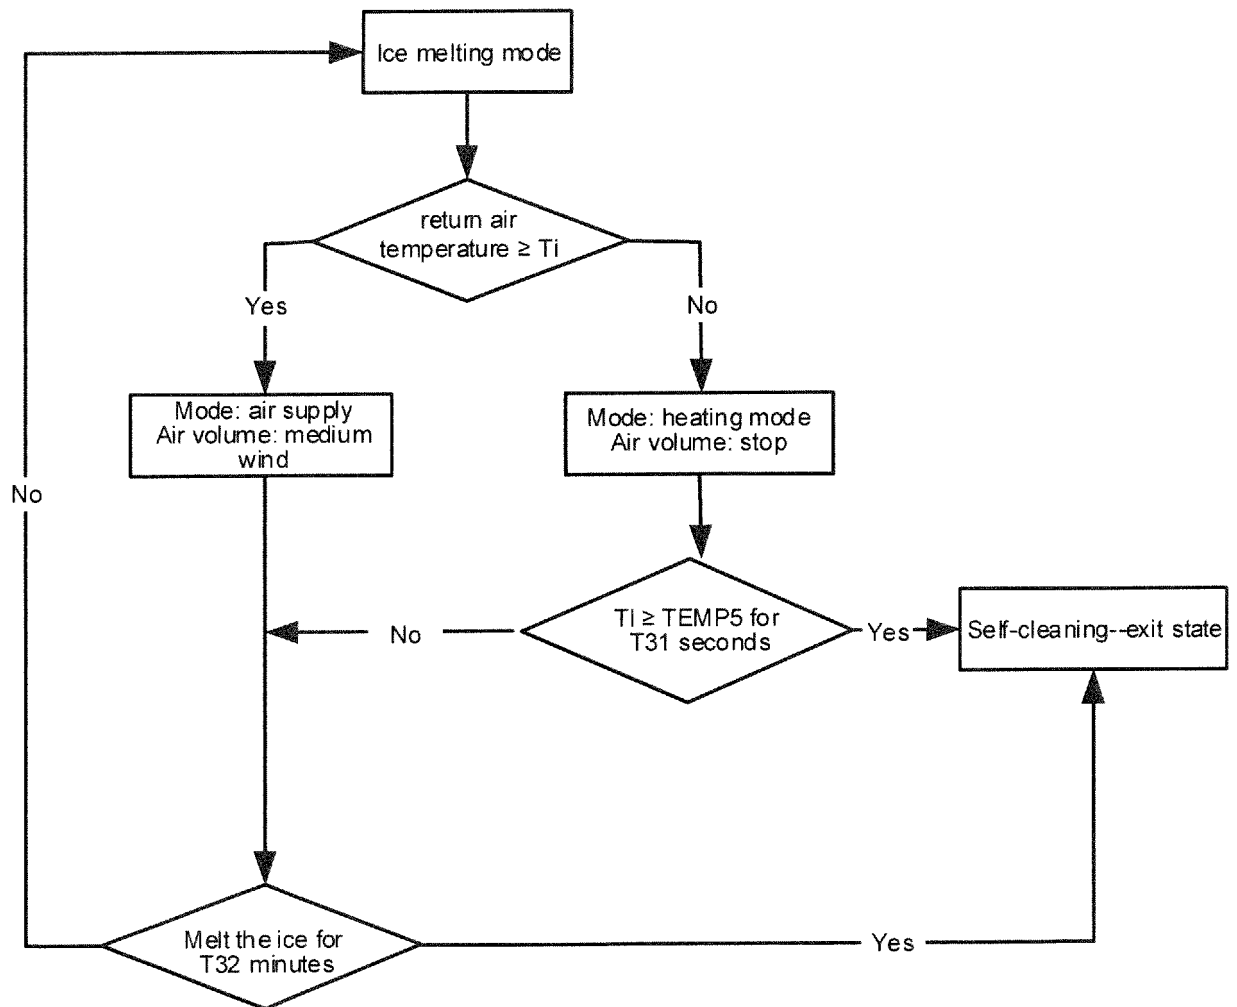 Ice melting mode
return air
temperature ≥ Ti
Yes
No
Mode: air supply
Air volume: medium
wind
Mode: heating mode
Air volume: stop
No
TI ≥ TEMP5 for
T31 seconds
No
Yes
Self-cleaning--exit state
Melt the ice for
T32 minutes
Yes